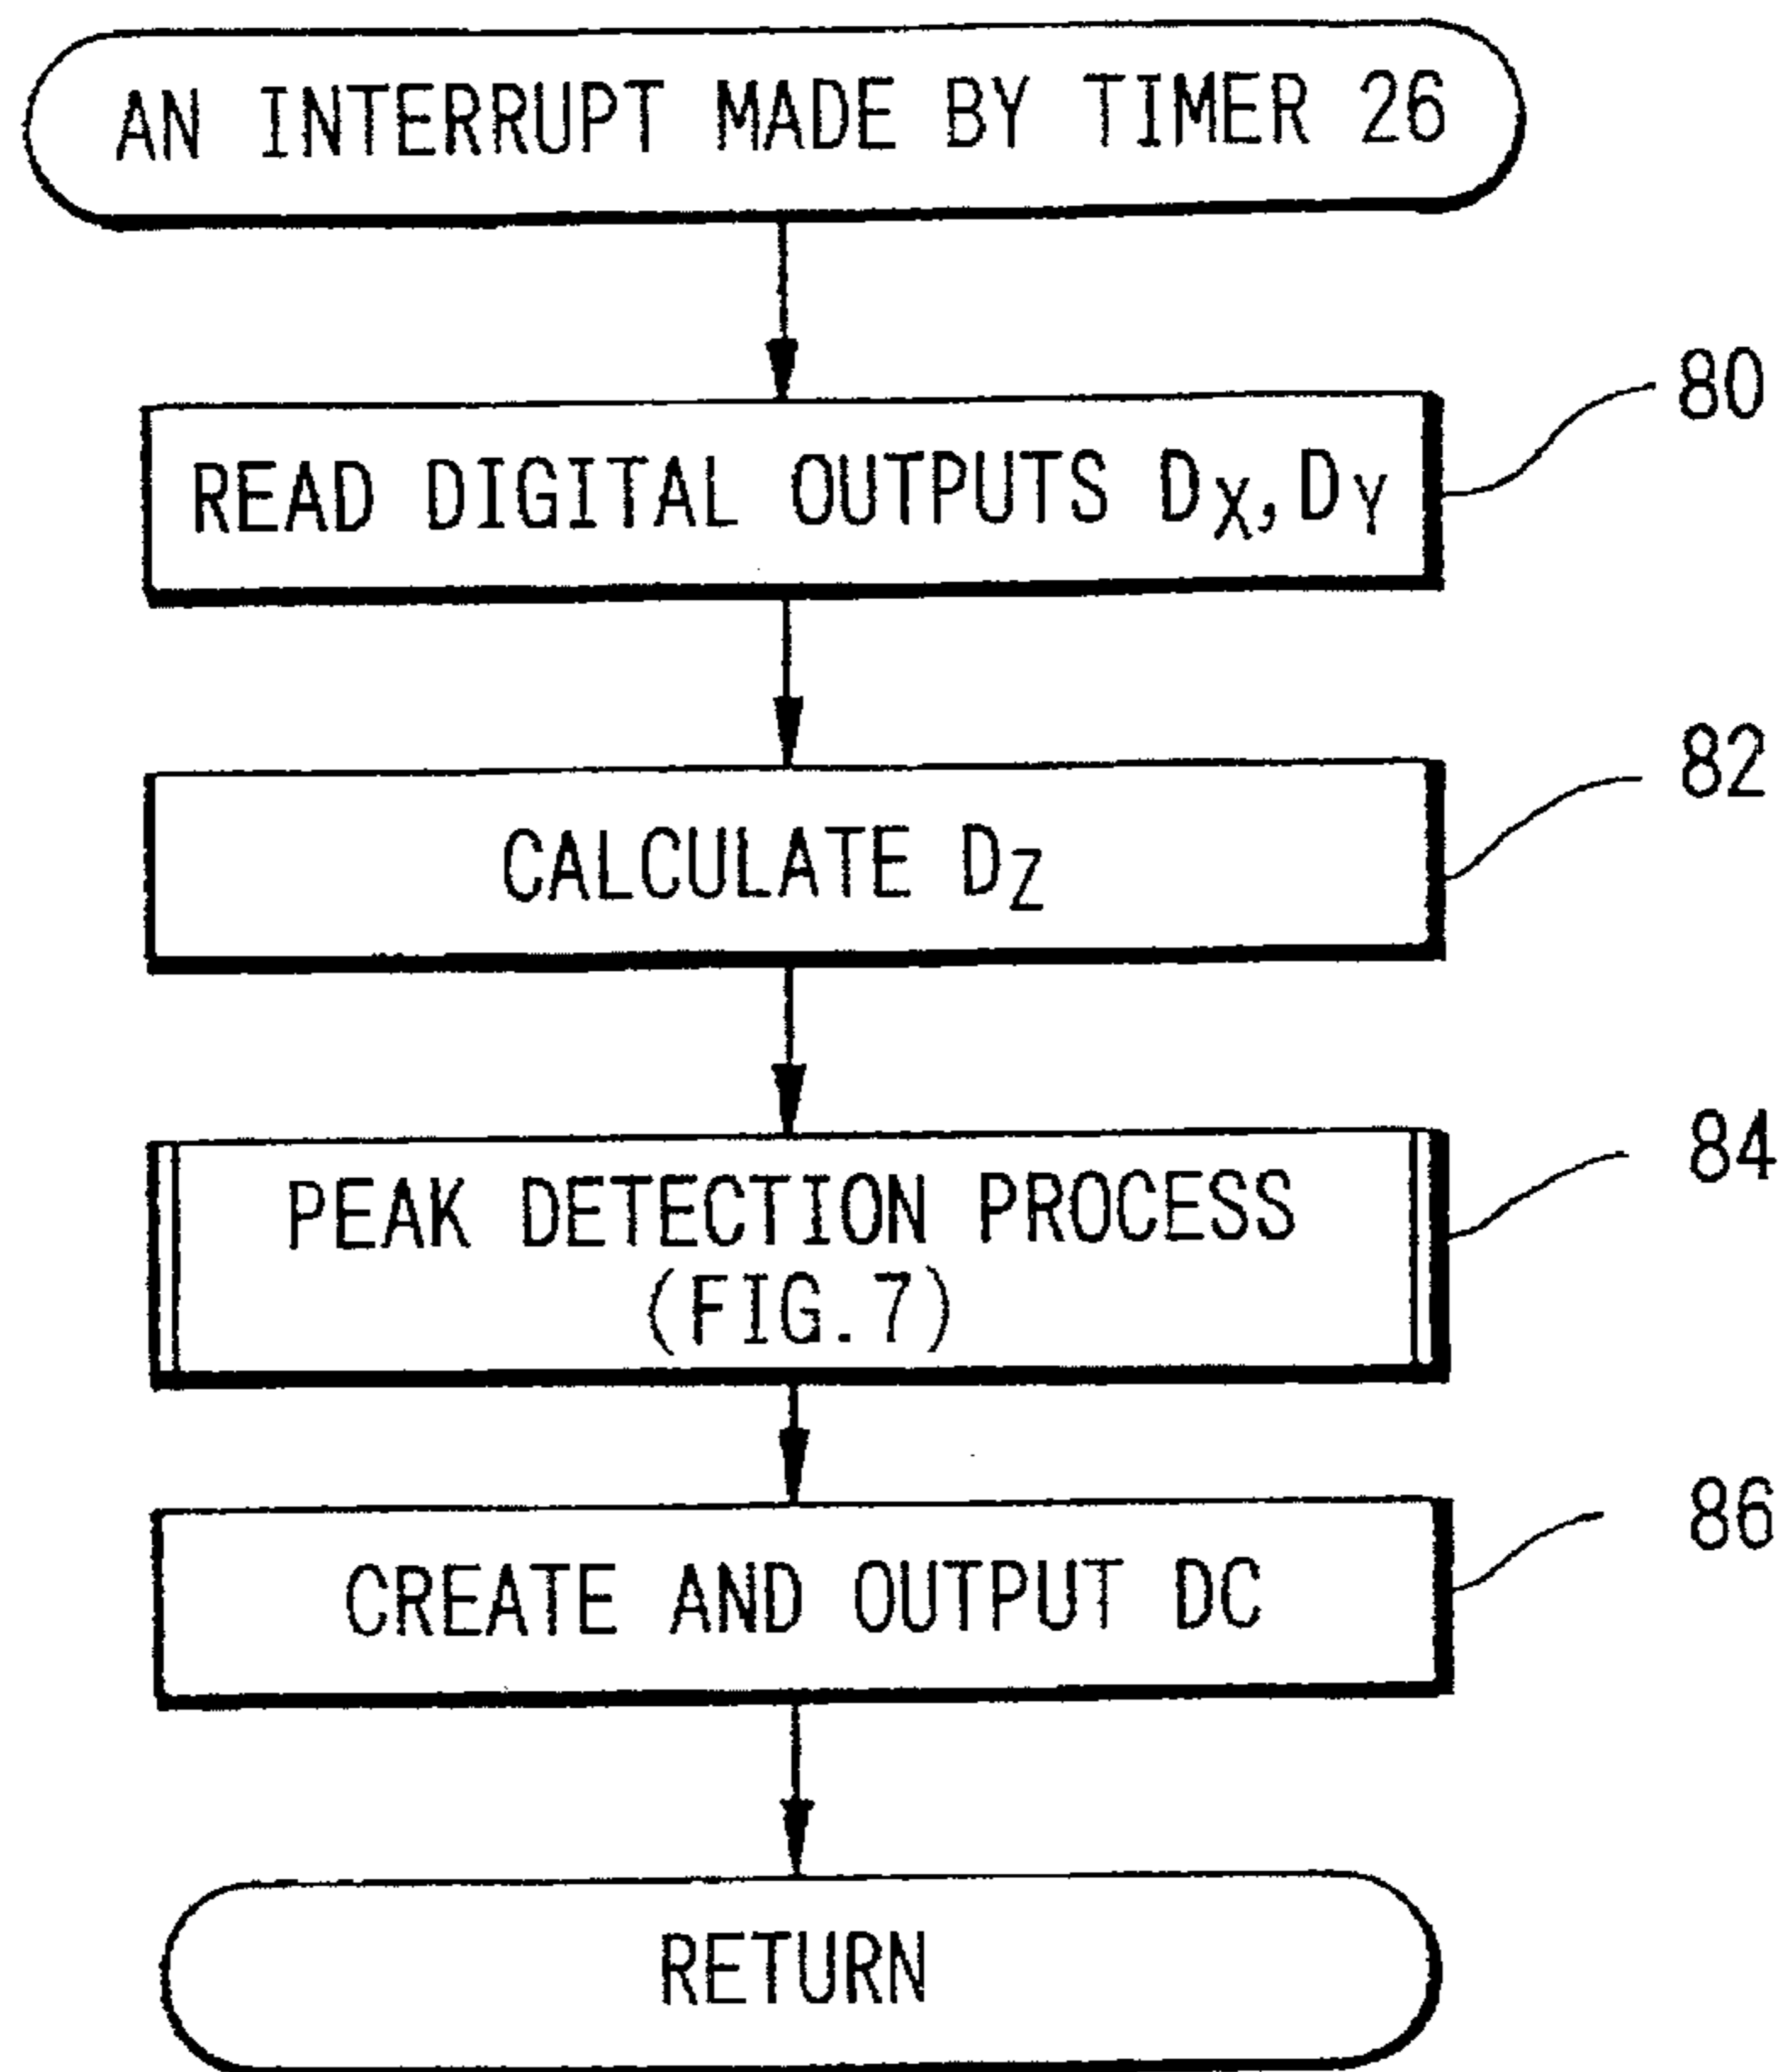 AN INTERRUPT MADE BY TIMER 26
80
READ DIGITAL OUTPUTS DX, DY
82
CALCULATE DZ
84
PEAK DETECTION PROCESS
(FIG. 7)
86
CREATE AND OUTPUT DC
RETURN